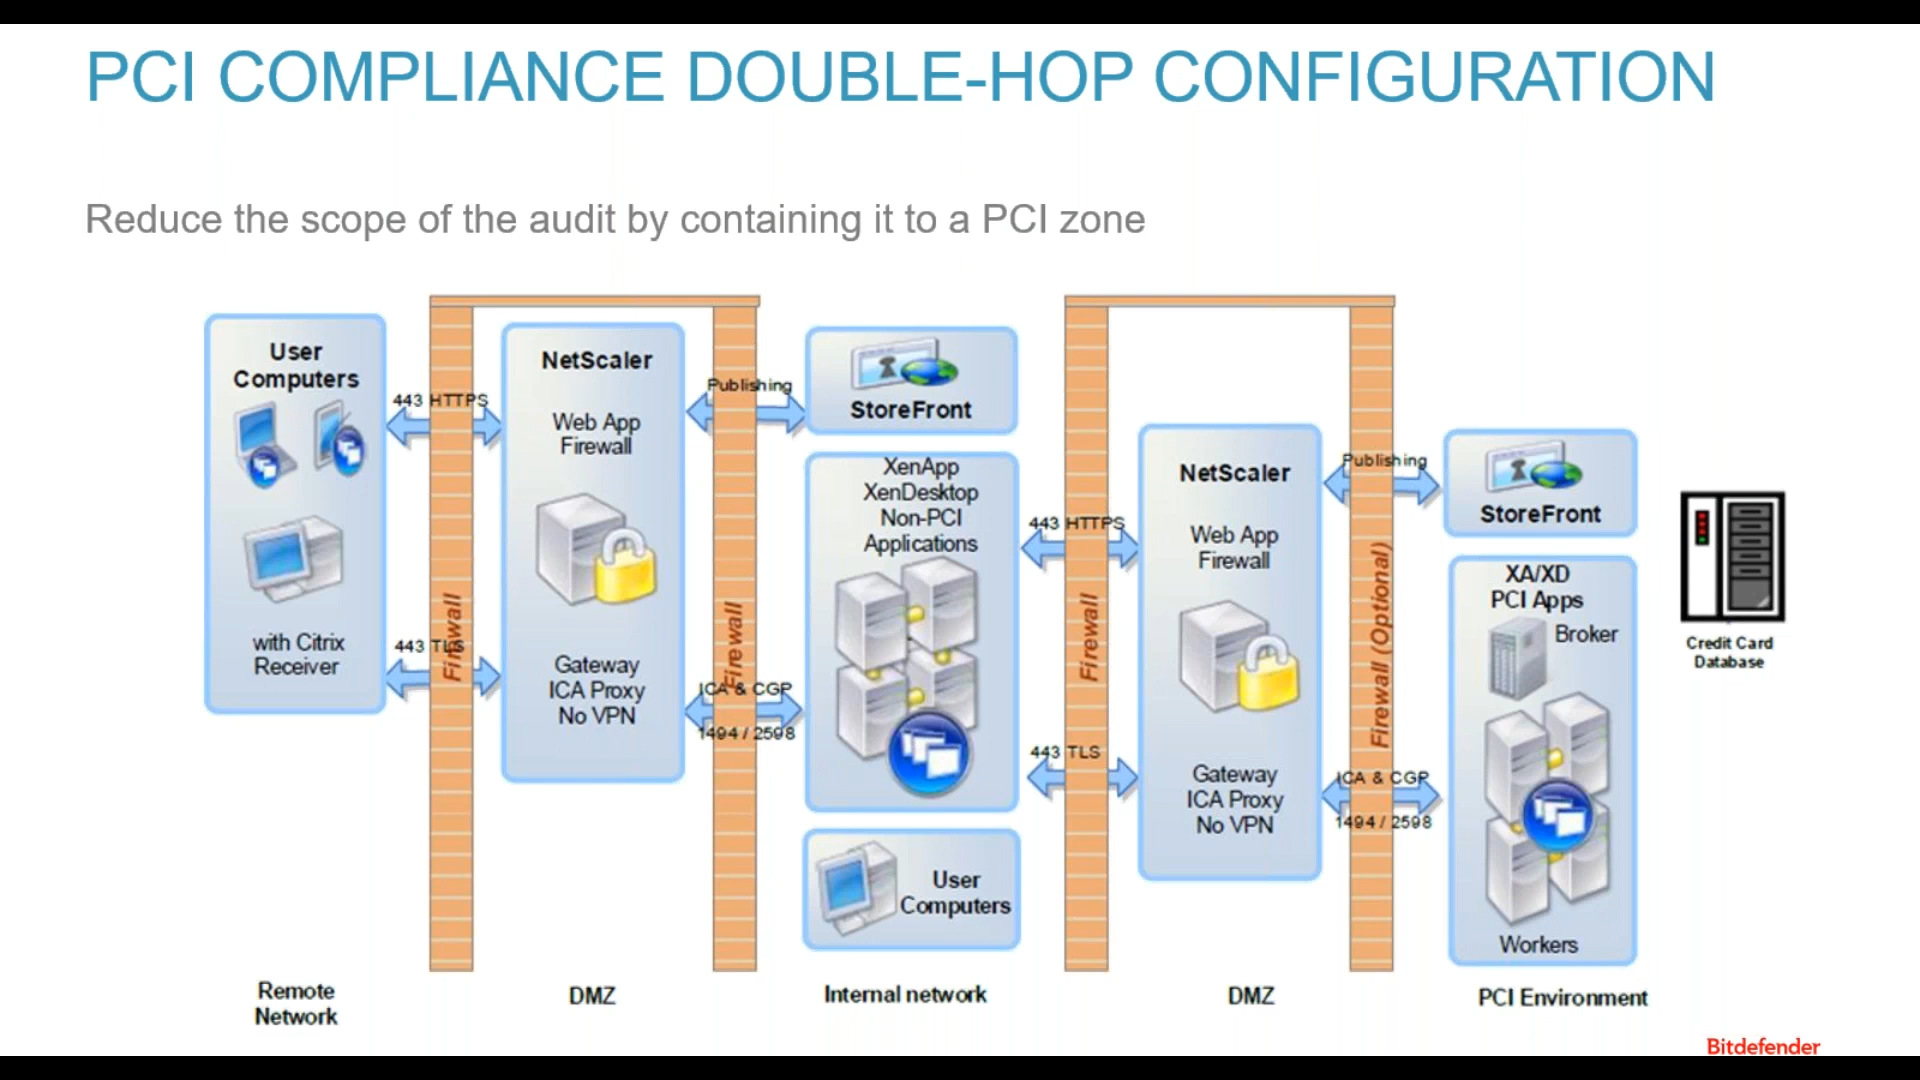 PCI COMPLIANCE DOUBLE-HOP CONFIGURATION
Reduce the scope of the audit by containing it to a PCI zone
User
Computers
with Citrix
Receiver
443 HTTPS
443 TLS
Firewall
NetScaler
Web App
Firewall
Gateway
ICA Proxy
No VPN
Publishing
Firewall
ICA & CGP
1494 / 2598
StoreFront
XenApp
XenDesktop
Non-PCI
Applications
User
Computers
443 HTTPS
443 TLS
Firewall
NetScaler
Web App
Firewall
Gateway
ICA Proxy
No VPN
Publishing
Firewall (Optional)
ICA & CGP
1494 / 2598
StoreFront
XA/XD
PCI Apps
Broker
Workers
Credit Card
Database
Remote
Network
DMZ
Internal network
DMZ
PCI Environment
Bitdefender